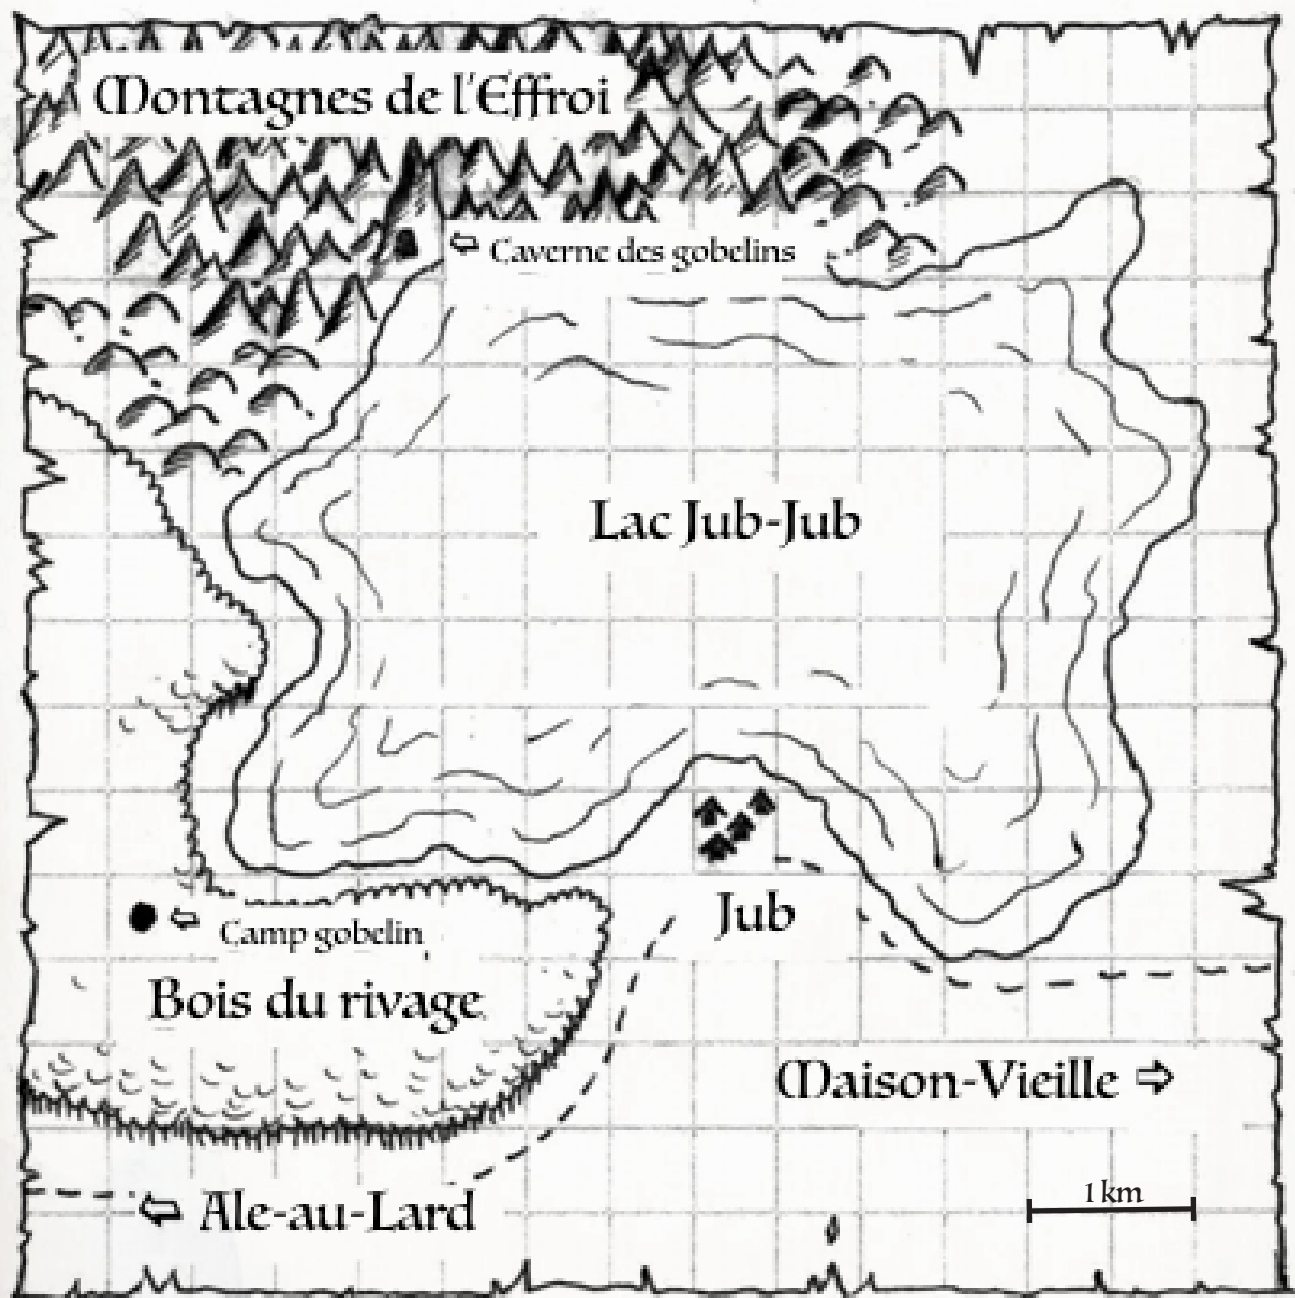 Montagnes de l'Effroi
Caverne des gobelins
Lac Jub-Jub
Jub
Camp gobelin
Bois du rivage
Maison-Vieille
1 km
Ale-au-Lard